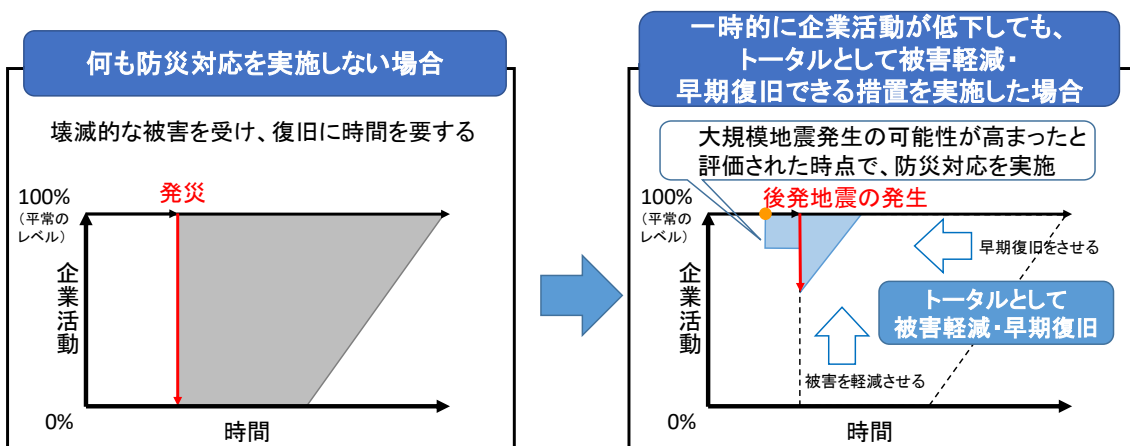 何も防災対応を実施しない場合
壊滅的な被害を受け、復旧に時間を要する
100%
(平常の
レベル)
発災
企業活動
0%
時間
一時的に企業活動が低下しても、
トータルとして被害軽減・
早期復旧できる措置を実施した場合
大規模地震発生の可能性が高まったと
評価された時点で、防災対応を実施
100%
(平常の
レベル)
後発地震の発生
早期復旧をさせる
企業活動
トータルとして
被害軽減・早期復旧
被害を軽減させる
0%
時間